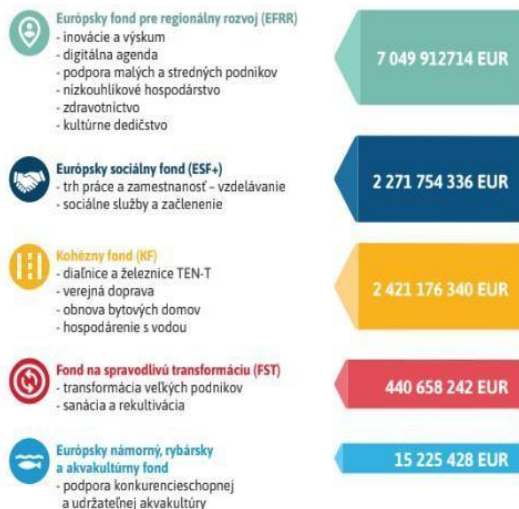 Európsky fond pre regionálny rozvoj (EFRR)
- inovácie a výskum
- digitálna agenda
- podpora malých a stredných podnikov
- nízkouhlíkové hospodárstvo
- zdravotníctvo
- kultúrne dedičstvo
7 049 912714 EUR
Európsky sociálny fond (ESF+)
- trh práce a zamestnanosť – vzdelávanie
- sociálne služby a začlenenie
2 271 754 336 EUR
Kohézny fond (KF)
- diaľnice a železnice TEN-T
- verejná doprava
- obnova bytových domov
- hospodárenie s vodou
2 421 176 340 EUR
Fond na spravodlivú transformáciu (FST)
- transformácia veľkých podnikov
- sanácia a rekultivácia
440 658 242 EUR
Európsky námorný, rybársky
a akvakultúrny fond
- podpora konkurencieschopnej
a udržateľnej akvakultúry
15 225 428 EUR